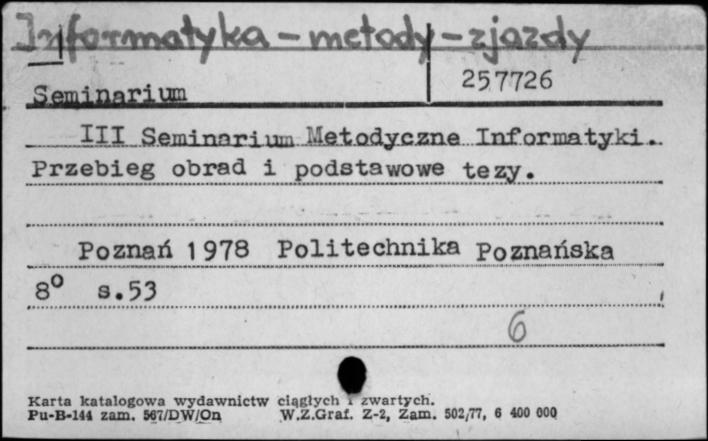 Informatyka – metody – zjazdy
257726
Seminarium
III Seminarium Metodyczne Informatyki.
Przebieg obrad i podstawowe tezy.
Poznań 1978 Politechnika Poznańska
8° s.53
6
Karta katalogowa wydawnictw ciągłych i zwartych.
Pu-B-144 zam. 567/DW/On W.Z.Graf. Z-2, Zam. 502/77, 6 400 000